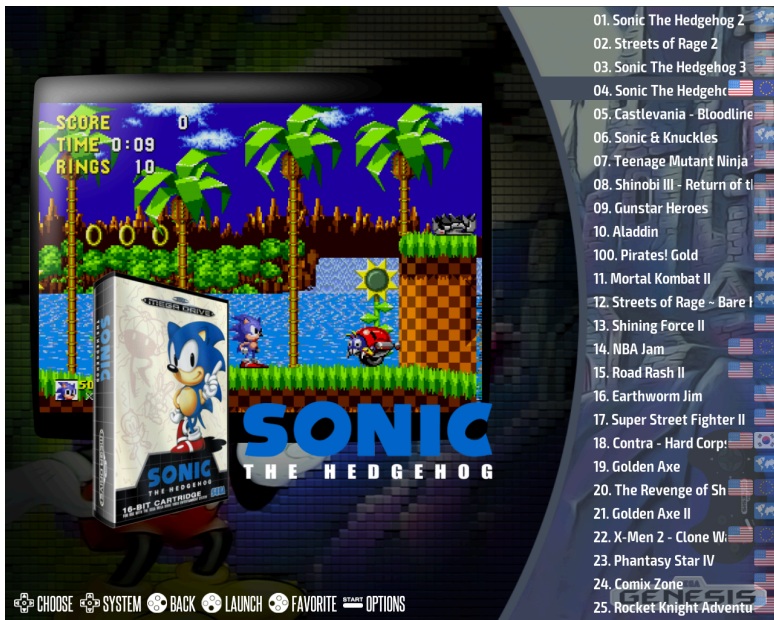 SCORE 0
TIME 0:09
RINGS 10
MEGA DRIVE
SONIC
THE HEDGEHOG
SONIC
THE HEDGEHOG
16-BIT CARTRIDGE
SEGA
SONIC
THE HEDGEHOG
01. Sonic The Hedgehog 2
02. Streets of Rage 2
03. Sonic The Hedgehog 3
04. Sonic The Hedgehc
05. Castlevania - Bloodline
06. Sonic & Knuckles
07. Teenage Mutant Ninja
08. Shinobi III - Return of tl
09. Gunstar Heroes
10. Aladdin
100. Pirates! Gold
11. Mortal Kombat II
12. Streets of Rage ~ Bare
13. Shining Force II
14. NBA Jam
15. Road Rash II
16. Earthworm Jim
17. Super Street Fighter II
18. Contra - Hard Corps
19. Golden Axe
20. The Revenge of Sh
21. Golden Axe II
22. X-Men 2 - Clone Wa
23. Phantasy Star IV
24. Comix Zone
25. Rocket Knight Adventu
GENESIS
CHOOSE SYSTEM BACK LAUNCH FAVORITE START OPTIONS